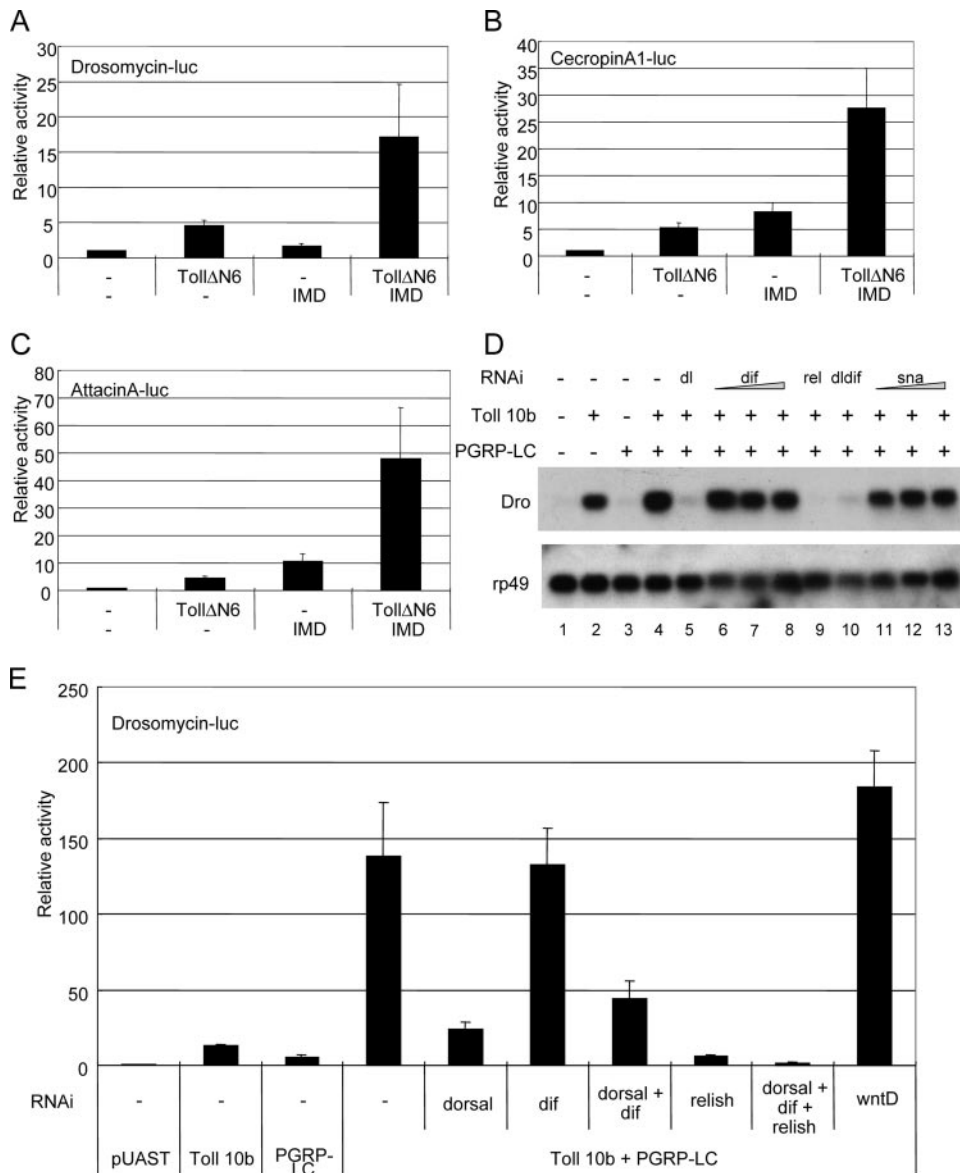 A
Drosomycin-luc
Relative activity
30
25
20
15
10
5
0
- TollΔN6 - TollΔN6
- - IMD IMD
B
CecropinA1-luc
Relative activity
40
35
30
25
20
15
10
5
0
- TollΔN6 - TollΔN6
- - IMD IMD
C
AttacinA-luc
Relative activity
80
70
60
50
40
30
20
10
0
- TollΔN6 - TollΔN6
- - IMD IMD
D
RNAi - - - - dl dif rel dldif sna
Toll 10b - + - + + + + + + + + + +
PGRP-LC - - + + + + + + + + + + +
Dro
rp49
1 2 3 4 5 6 7 8 9 10 11 12 13
E
Drosomycin-luc
Relative activity
250
200
150
100
50
0
RNAi - - - - dorsal dif dorsal + dif relish dorsal + dif + relish wntD
pUAST Toll 10b PGRP-LC Toll 10b + PGRP-LC